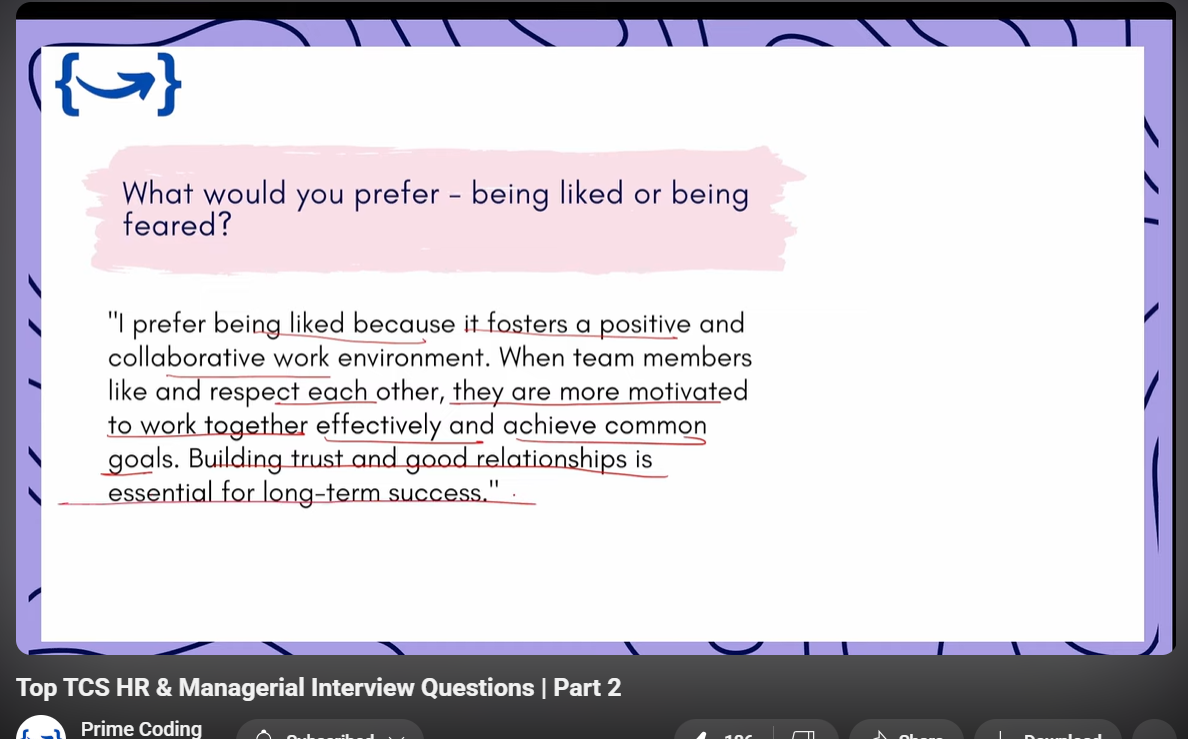 What would you prefer - being liked or being
feared?
"I prefer being liked because it fosters a positive and
collaborative work environment. When team members
like and respect each other, they are more motivated
to work together effectively and achieve common
goals. Building trust and good relationships is
essential for long-term success."
Top TCS HR & Managerial Interview Questions | Part 2
Prime Coding
Subscribed 186 Share Download